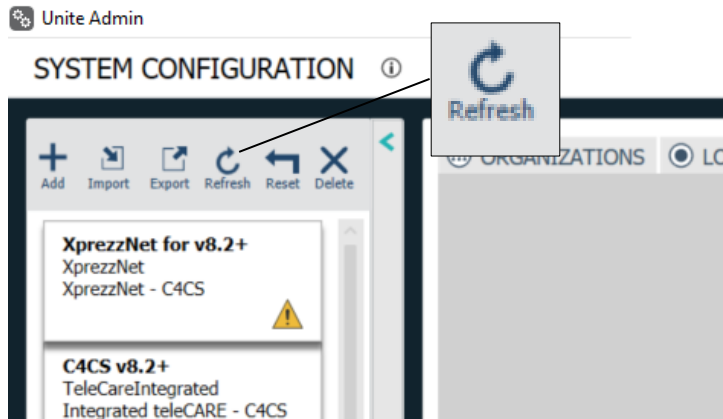 Unite Admin
SYSTEM CONFIGURATION
Refresh
Add Import Export Refresh Reset Delete
ORGANIZATIONS LO
XprezzNet for v8.2+
XprezzNet
XprezzNet - C4CS
C4CS v8.2+
TeleCareIntegrated
Integrated teleCARE - C4CS